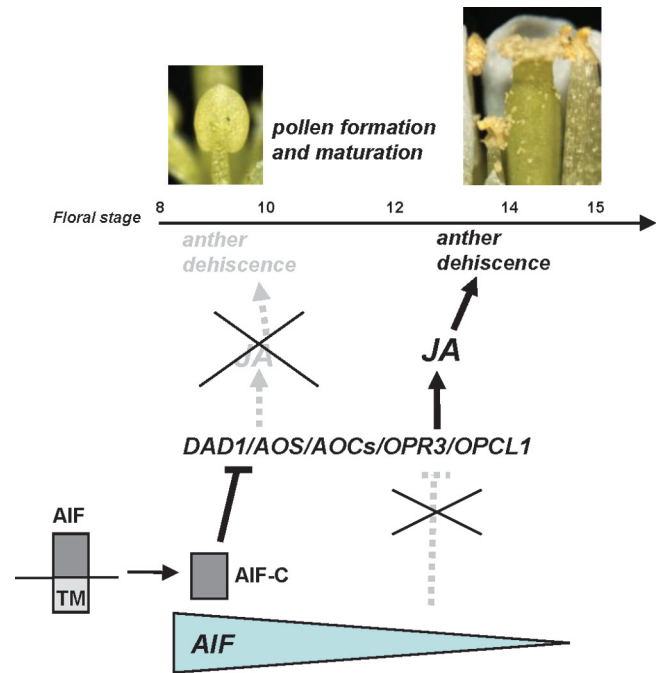 pollen formation
and maturation
Floral stage
8
10
12
14
15
anther
dehiscence
anther
dehiscence
JA
JA
DAD1/AOS/AOCs/OPR3/OPCL1
AIF
TM
AIF-C
AIF